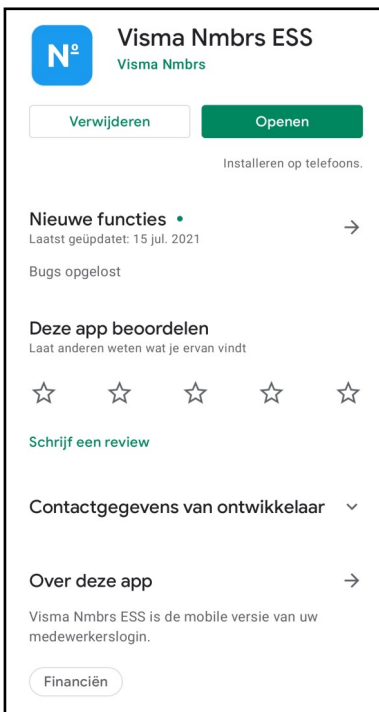 Nº
Visma Nmbrs ESS
Visma Nmbrs
Verwijderen
Openen
Installeren op telefoons.
Nieuwe functies •
Laatst geüpdatet: 15 jul. 2021
Bugs opgelost
Deze app beoordelen
Laat anderen weten wat je ervan vindt
Schrijf een review
Contactgegevens van ontwikkelaar
Over deze app
Visma Nmbrs ESS is de mobile versie van uw
medewerkerslogin.
Financiën